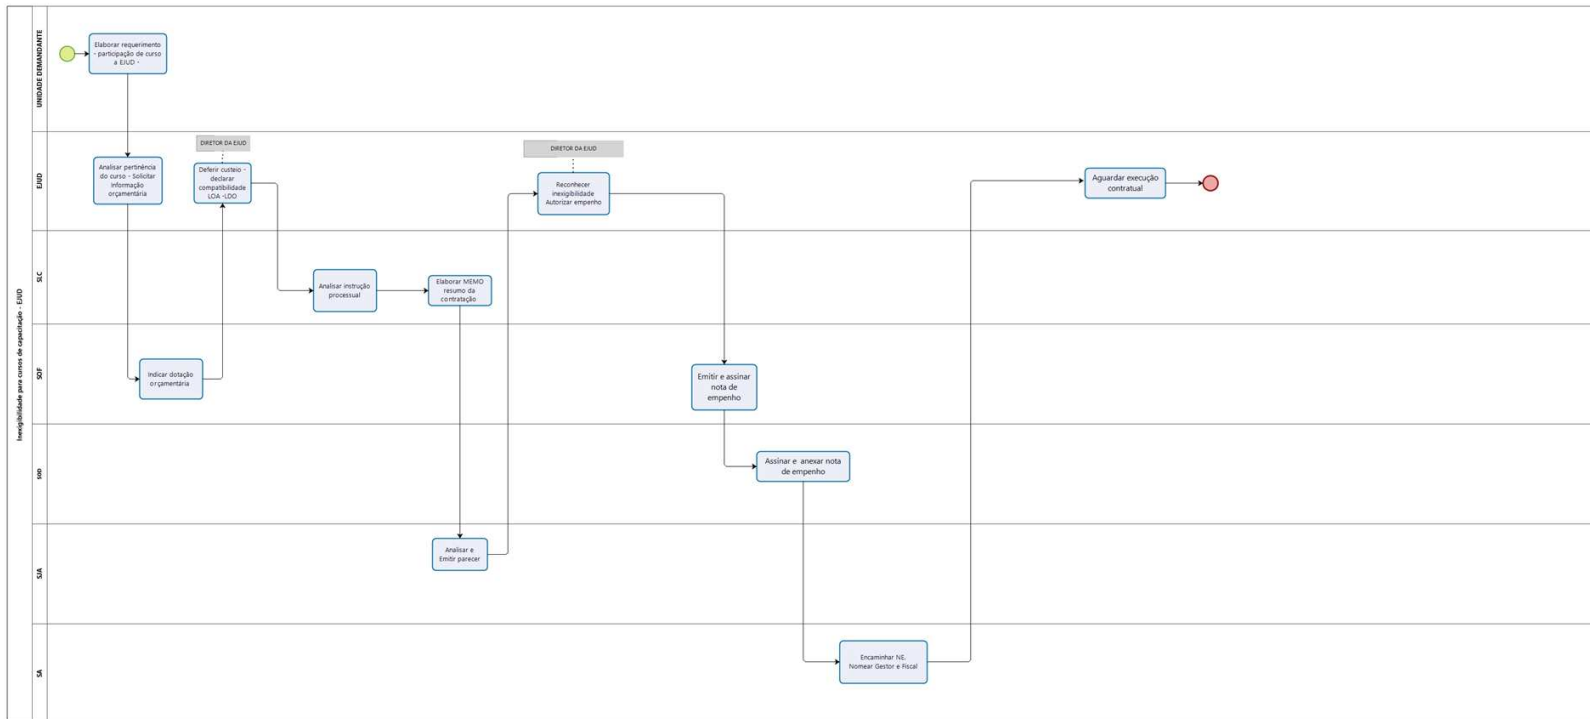 Inexigibilidade para cursos de capacitação - EJUD
UNIDADE DEMANDANTE
Elaborar requerimento
- participação de curso
a EJUD -
EJUD
Analisar pertinência
do curso - Solicitar
informação
orçamentária
DIRETOR DA EJUD
Deferir custeio -
declarar
compatibilidade
LOA -LDO
DIRETOR DA EJUD
Reconhecer
inexigibilidade
Autorizar empenho
Aguardar execução
contratual
SLC
Analisar instrução
processual
Elaborar MEMO
resumo da
contratação
SOF
Indicar dotação
orçamentária
Emitir e assinar
nota de
empenho
Assinar e anexar nota
de empenho
SJA
Analisar e
Emitir parecer
SA
Encaminhar NE.
Nomear Gestor e Fiscal